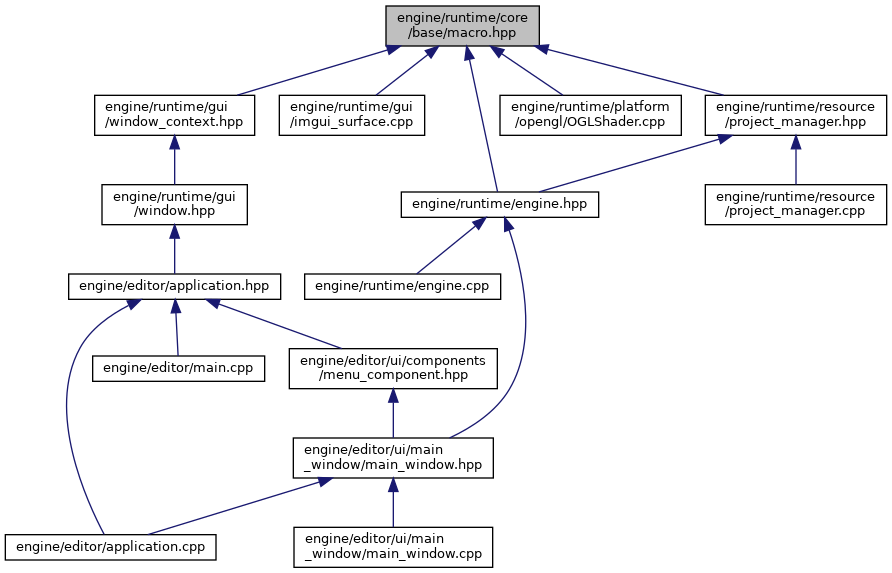 engine/runtime/core
/base/macro.hpp
engine/runtime/gui
/window_context.hpp
engine/runtime/gui
/imgui_surface.cpp
engine/runtime/platform
/opengl/OGLShader.cpp
engine/runtime/resource
/project_manager.hpp
engine/runtime/gui
/window.hpp
engine/runtime/engine.hpp
engine/runtime/resource
/project_manager.cpp
engine/editor/application.hpp
engine/runtime/engine.cpp
engine/editor/main.cpp
engine/editor/ui/components
/menu_component.hpp
engine/editor/ui/main
_window/main_window.hpp
engine/editor/application.cpp
engine/editor/ui/main
_window/main_window.cpp